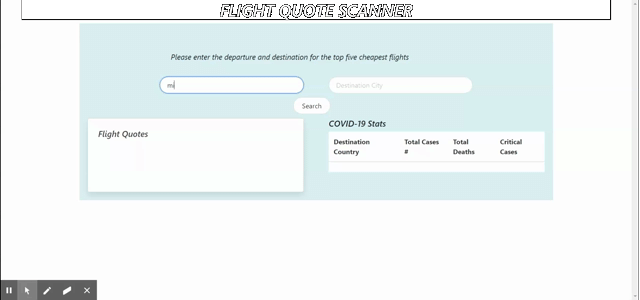 FLIGHT QUOTE SCANNER
Please enter the departure and destination for the top five cheapest flights
mi
Destination City
Search
Flight Quotes
COVID-19 Stats
Destination Country
Total Cases #
Total Deaths
Critical Cases